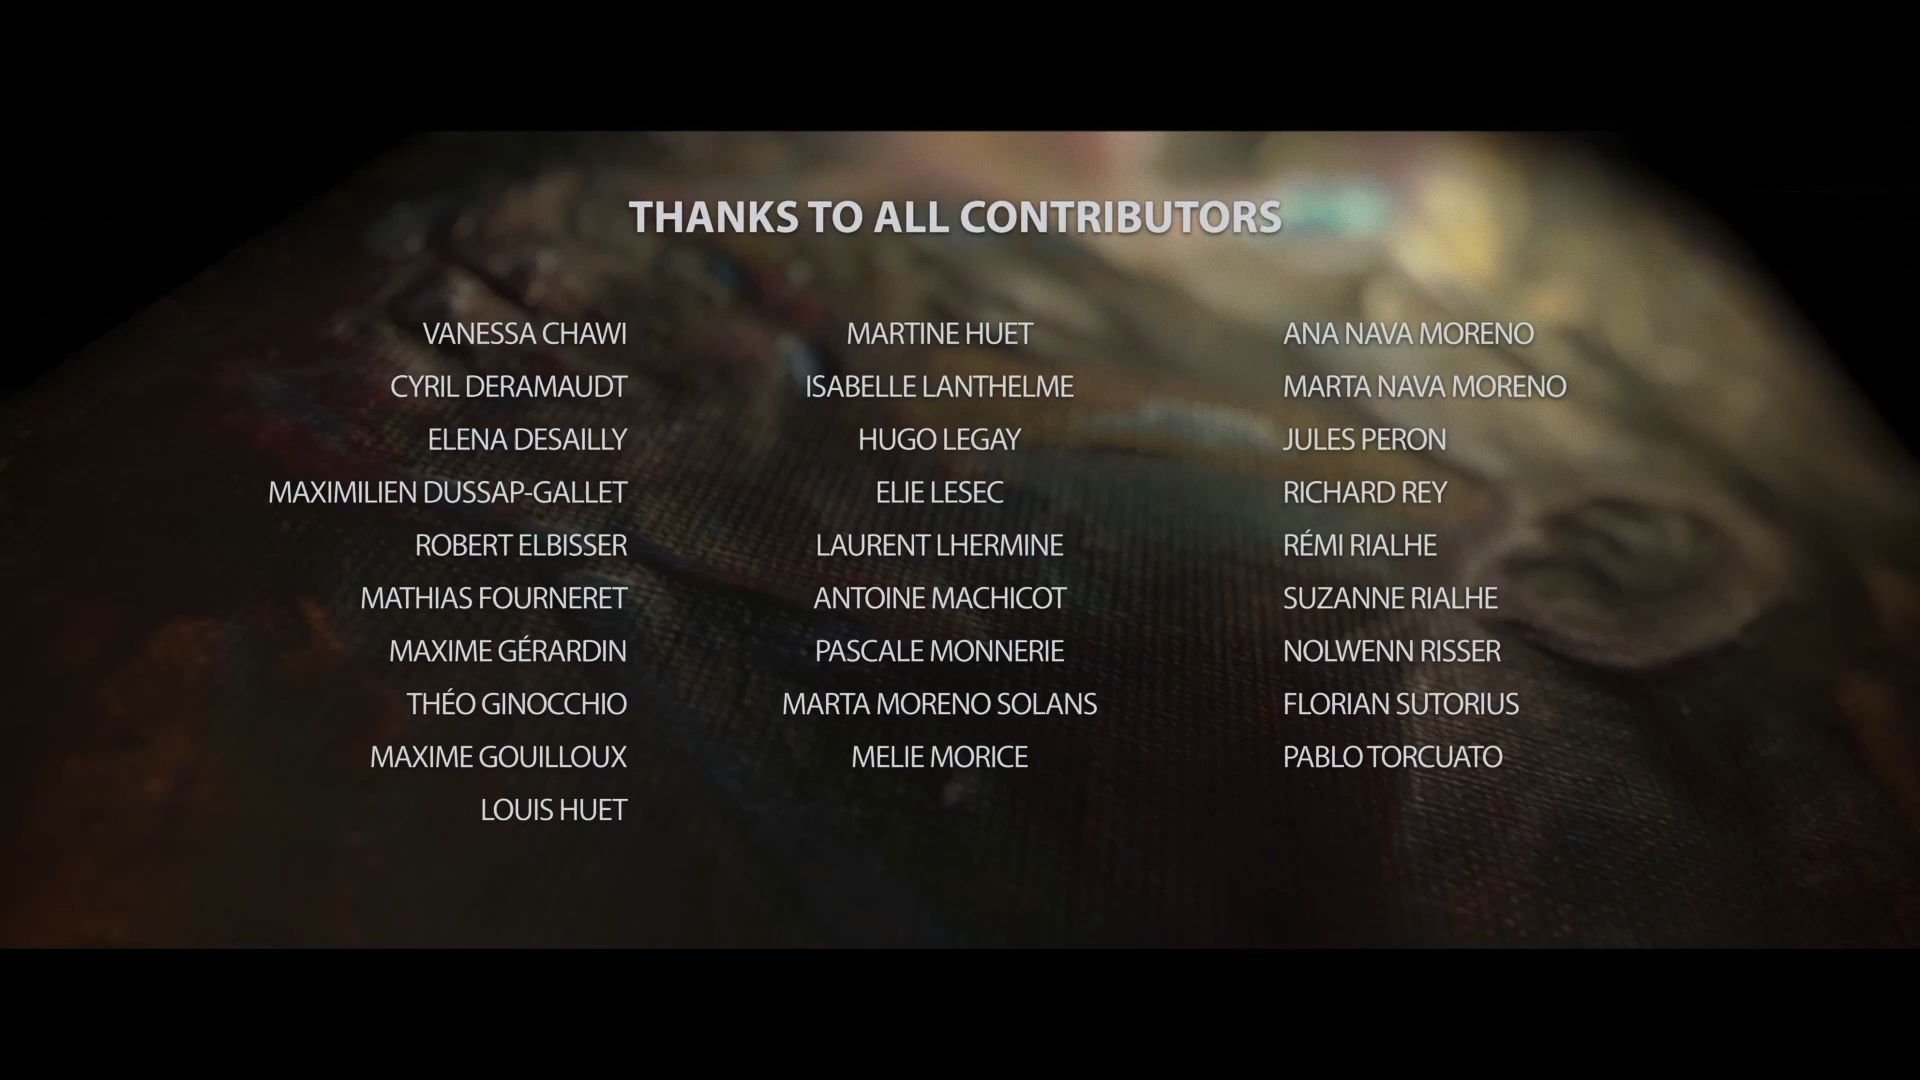 THANKS TO ALL CONTRIBUTORS
VANESSA CHAWI
CYRIL DERAMAUDT
ELENA DESAILLY
MAXIMILIEN DUSSAP-GALLET
ROBERT ELBISSER
MATHIAS FOURNERET
MAXIME GÉRARDIN
THÉO GINOCCHIO
MAXIME GOUILLOUX
LOUIS HUET
MARTINE HUET
ISABELLE LANTHELME
HUGO LEGAY
ELIE LESEC
LAURENT LHERMINE
ANTOINE MACHICOT
PASCALE MONNERIE
MARTA MORENO SOLANS
MELIE MORICE
ANA NAVA MORENO
MARTA NAVA MORENO
JULES PERON
RICHARD REY
RÉMI RIALHE
SUZANNE RIALHE
NOLWENN RISSER
FLORIAN SUTORIUS
PABLO TORCUATO